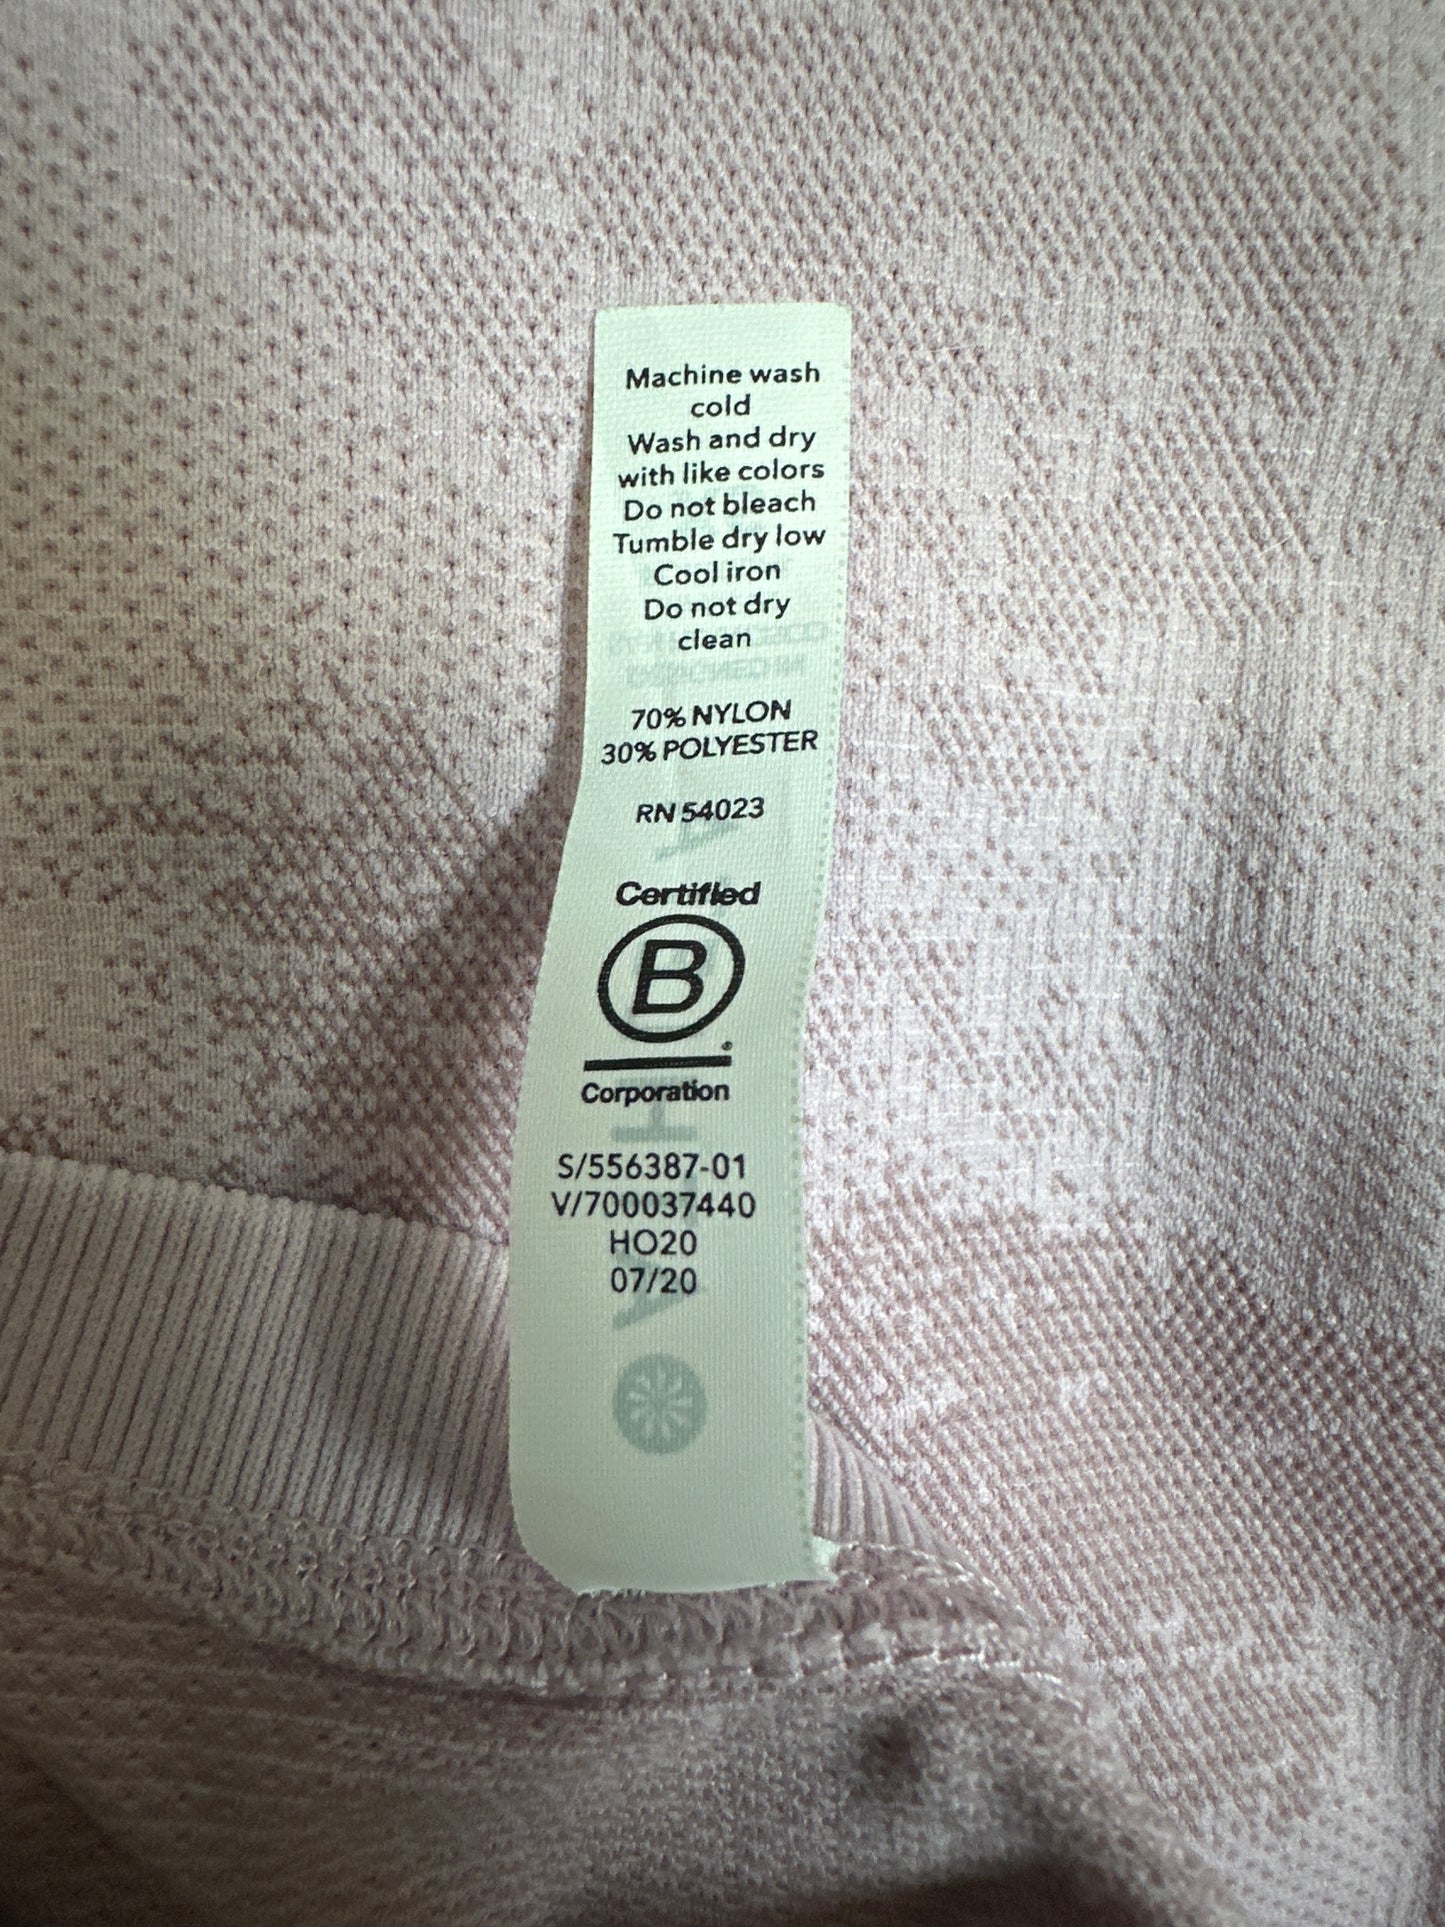 Machine wash
cold
Wash and dry
with like colors
Do not bleach
Tumble dry low
Cool iron
Do not dry
clean
70% NYLON
30% POLYESTER
RN 54023
Certified
B
®
Corporation
S/556387-01
V/700037440
HO20
07/20